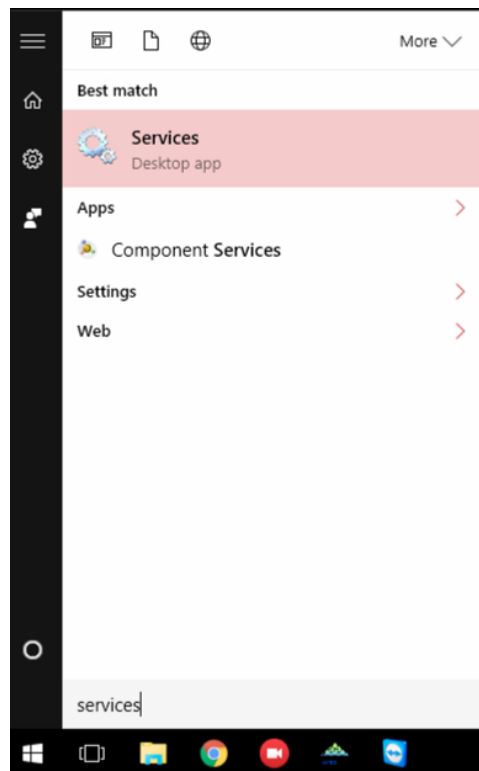 More
Best match
Services
Desktop app
Apps
Component Services
Settings
Web
services